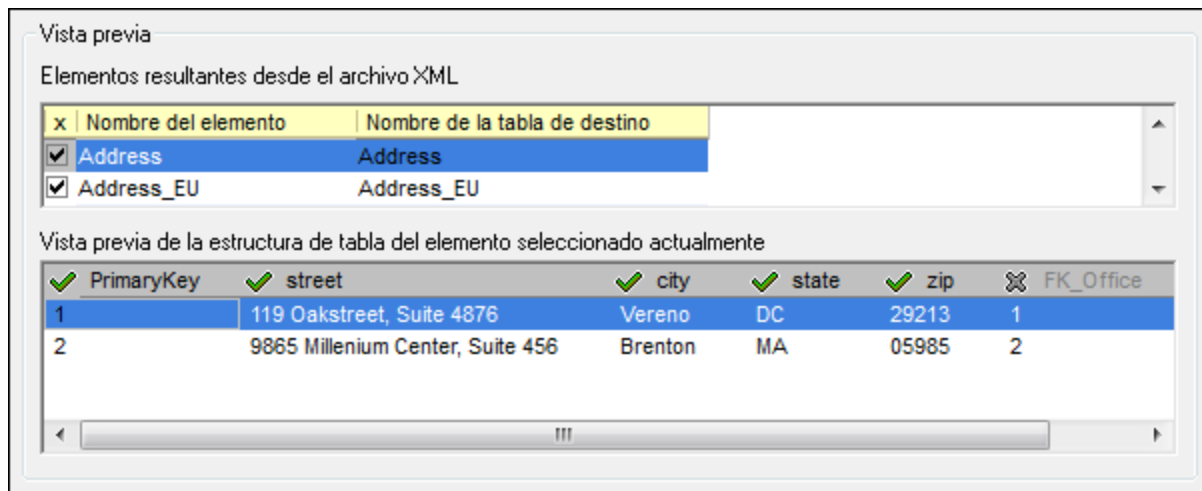 Vista previa
Elementos resultantes desde el archivo XML
x Nombre del elemento Nombre de la tabla de destino
Address Address
Address_EU Address_EU
Vista previa de la estructura de tabla del elemento seleccionado actualmente
PrimaryKey street city state zip FK_Office
1 119 Oakstreet, Suite 4876 Vereno DC 29213 1
2 9865 Millenium Center, Suite 456 Brenton MA 05985 2